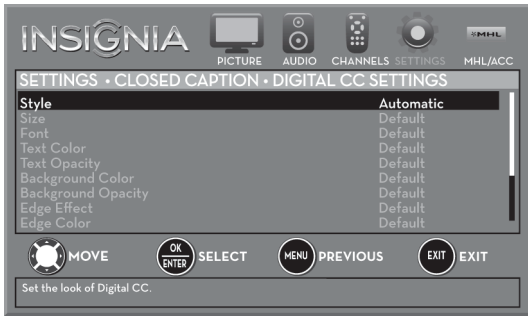 INSIGNIA
PICTURE AUDIO CHANNELS SETTINGS MHL MHL/ACC
SETTINGS • CLOSED CAPTION • DIGITAL CC SETTINGS
Style Automatic
Size Default
Font Default
Text Color Default
Text Opacity Default
Background Color Default
Background Opacity Default
Edge Effect Default
Edge Color Default
MOVE OK ENTER SELECT MENU PREVIOUS EXIT EXIT
Set the look of Digital CC.